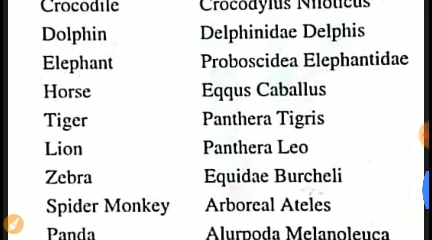 Crocodile Crocodylus Niloticus
Dolphin Delphinidae Delphis
Elephant Proboscidea Elephantidae
Horse Eqqus Caballus
Tiger Panthera Tigris
Lion Panthera Leo
Zebra Equidae Burcheli
Spider Monkey Arboreal Ateles
Panda Alurpoda Melanoleuca